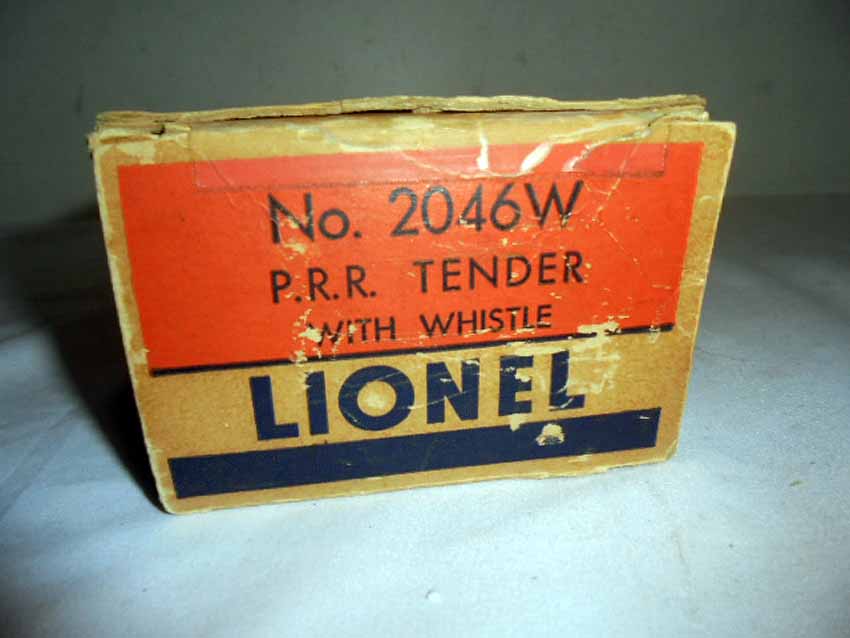 No. 2046W
P.R.R. TENDER
WITH WHISTLE
LIONEL